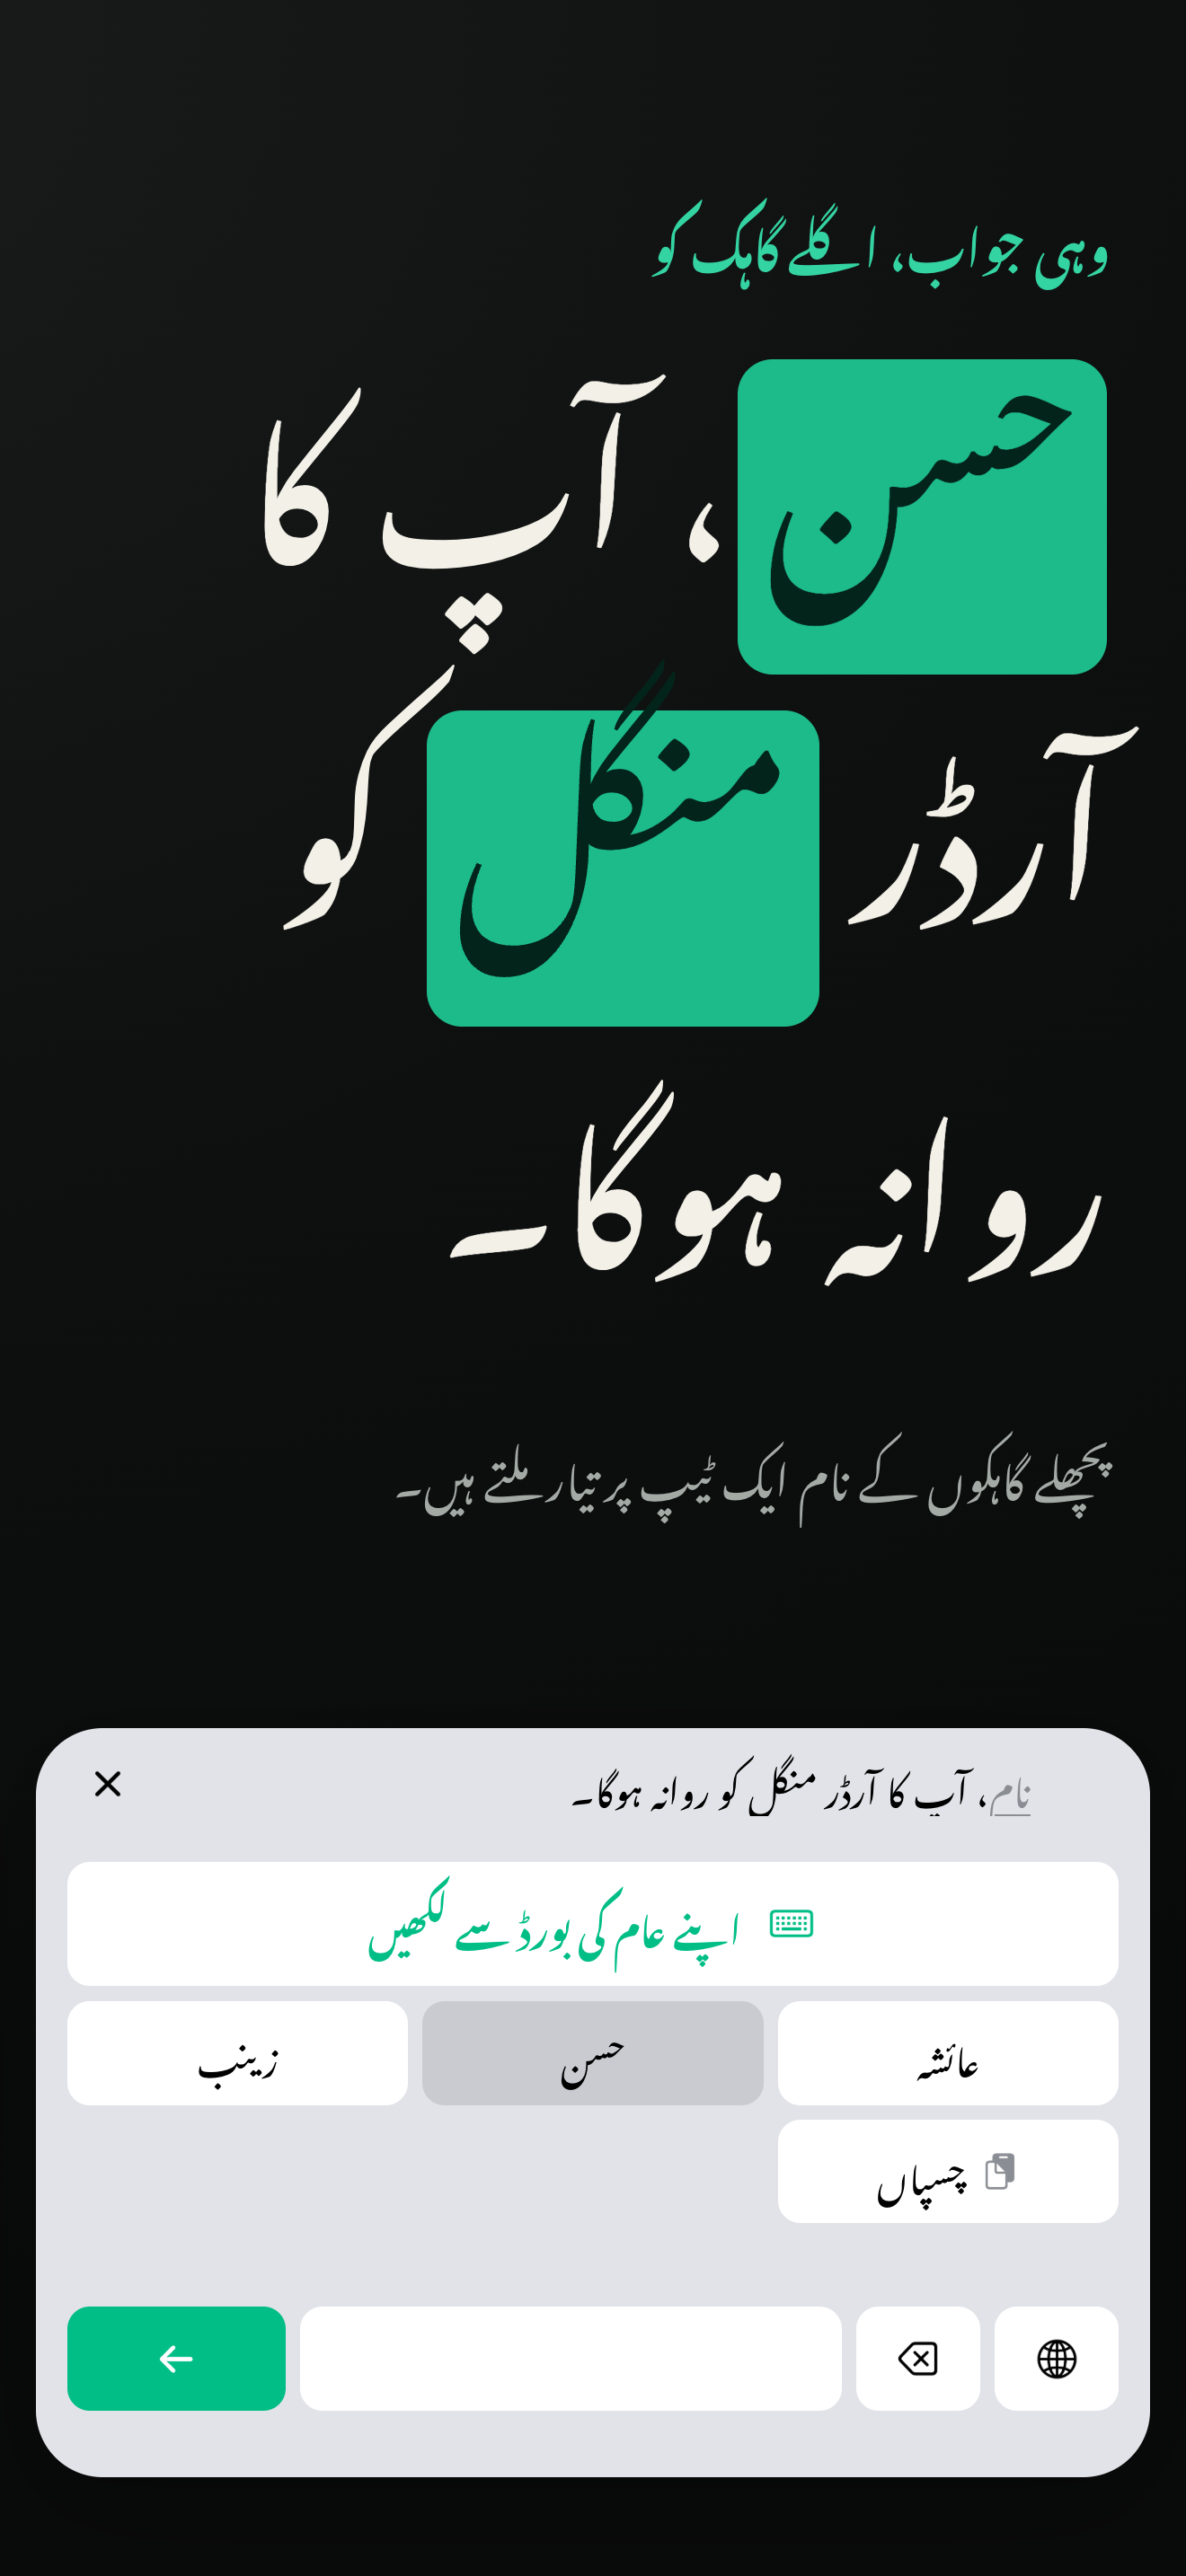 وہی جواب، اگلے گاہک کو
حسن، آپ کا
آرڈر منگل کو
روانہ ہوگا۔
پچھلے گاہکوں کے نام ایک ٹیپ پر تیار ملتے ہیں۔
نام، آپ کا آرڈر منگل کو روانہ ہوگا۔
اپنے عام کی بورڈ سے لکھیں
عائشہ
حسن
زینب
چسپاں